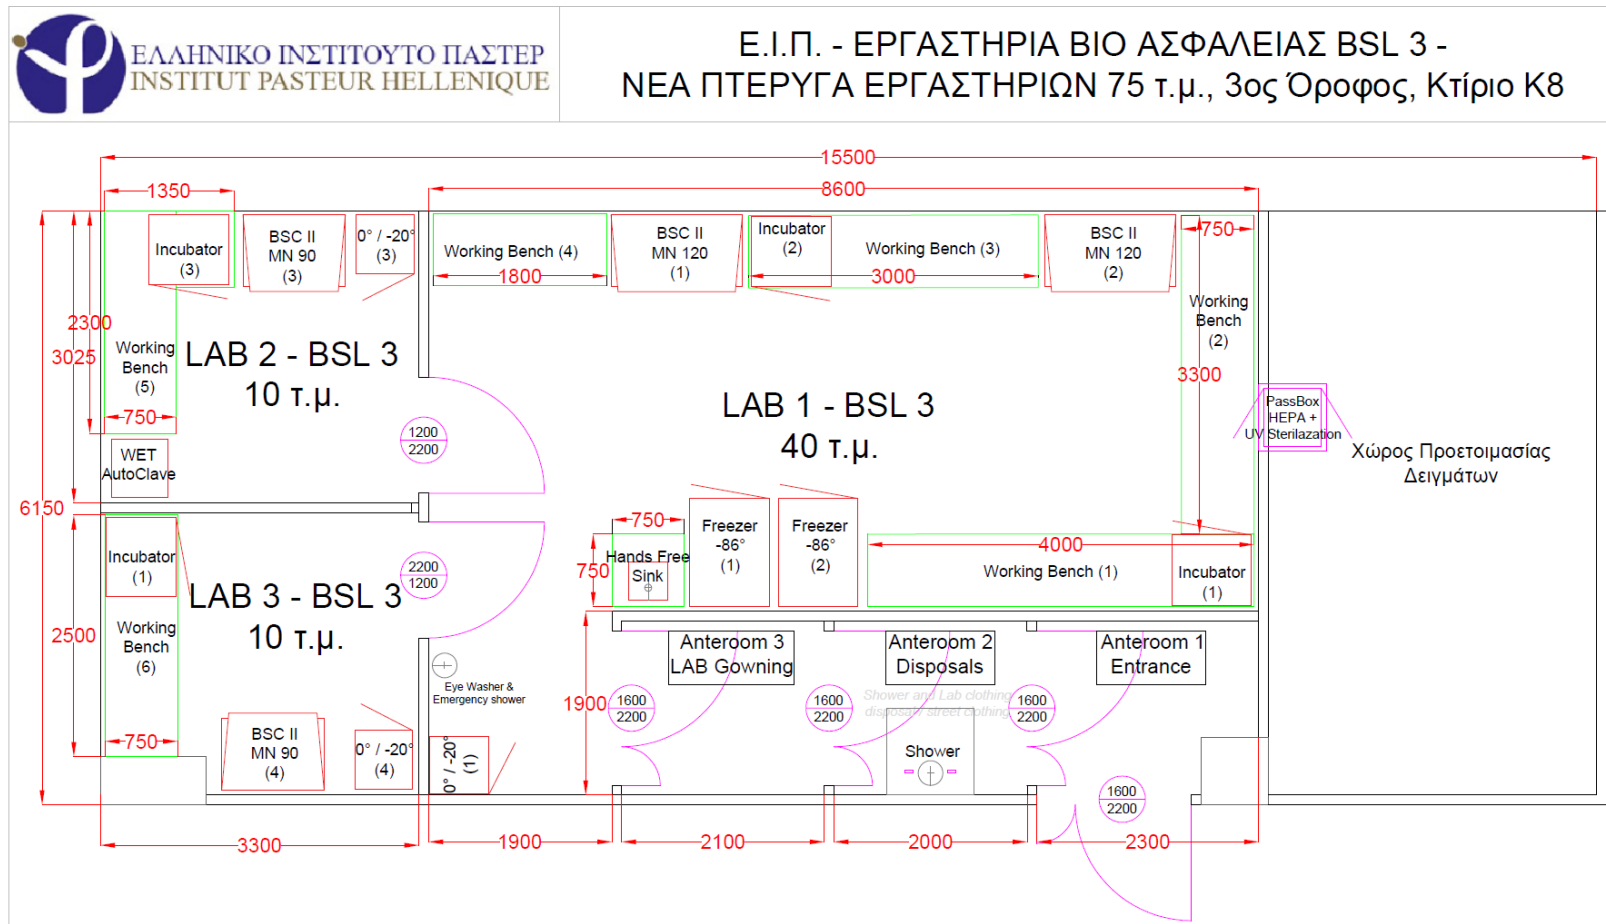 ΕΛΛΗΝΙΚΟ ΙΝΣΤΙΤΟΥΤΟ ΠΑΣΤΕΡ
INSTITUT PASTEUR HELLENIQUE
Ε.Ι.Π. - ΕΡΓΑΣΤΗΡΙΑ ΒΙΟ ΑΣΦΑΛΕΙΑΣ BSL 3 -
ΝΕΑ ΠΤΕΡΥΓΑ ΕΡΓΑΣΤΗΡΙΩΝ 75 τ.μ., 3ος Όροφος, Κτίριο Κ8
15500
1350
8600
Incubator
(3)
BSC II
MN 90
(3)
0° / -20°
(3)
Working Bench (4)
1800
BSC II
MN 120
(1)
Incubator
(2)
Working Bench (3)
3000
BSC II
MN 120
(2)
750
Working
Bench
(2)
3300
2300
3025
6150
Working
Bench
(5)
750
LAB 2 - BSL 3
10 τ.μ.
WET
AutoClave
1200
2200
LAB 1 - BSL 3
40 τ.μ.
PassBox
HEPA +
UV Sterilazation
Χώρος Προετοιμασίας
Δειγμάτων
750
750
Hands Free
Sink
Freezer
-86°
(1)
Freezer
-86°
(2)
4000
Working Bench (1)
Incubator
(1)
Incubator
(1)
2200
1200
LAB 3 - BSL 3
10 τ.μ.
2500
Working
Bench
(6)
750
BSC II
MN 90
(4)
0° / -20°
(4)
Eye Washer &
Emergency shower
0° / -20°
(1)
1900
Anteroom 3
LAB Gowning
Anteroom 2
Disposals
Anteroom 1
Entrance
Shower and Lab clothing
disposal / street clothing
1600
2200
1600
2200
1600
2200
Shower
1600
2200
3300
1900
2100
2000
2300